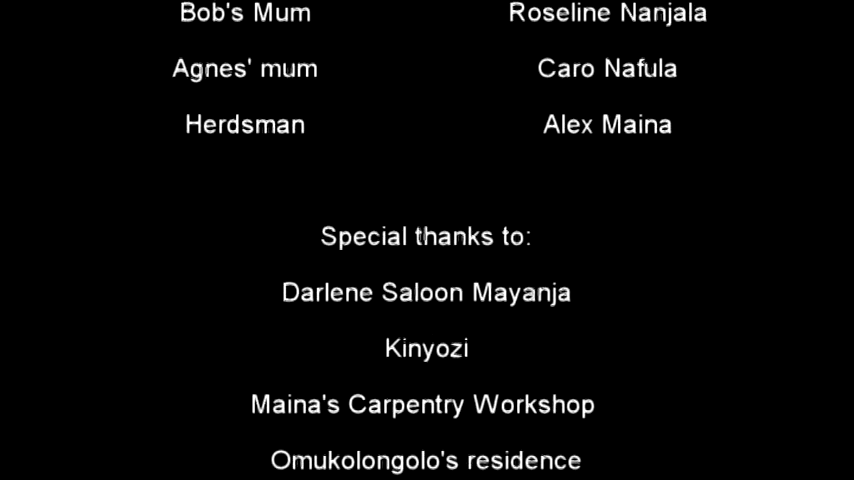 Bob's Mum Roseline Nanjala
Agnes' mum Caro Nafula
Herdsman Alex Maina
Special thanks to:
Darlene Saloon Mayanja
Kinyozi
Maina's Carpentry Workshop
Omukolongolo's residence